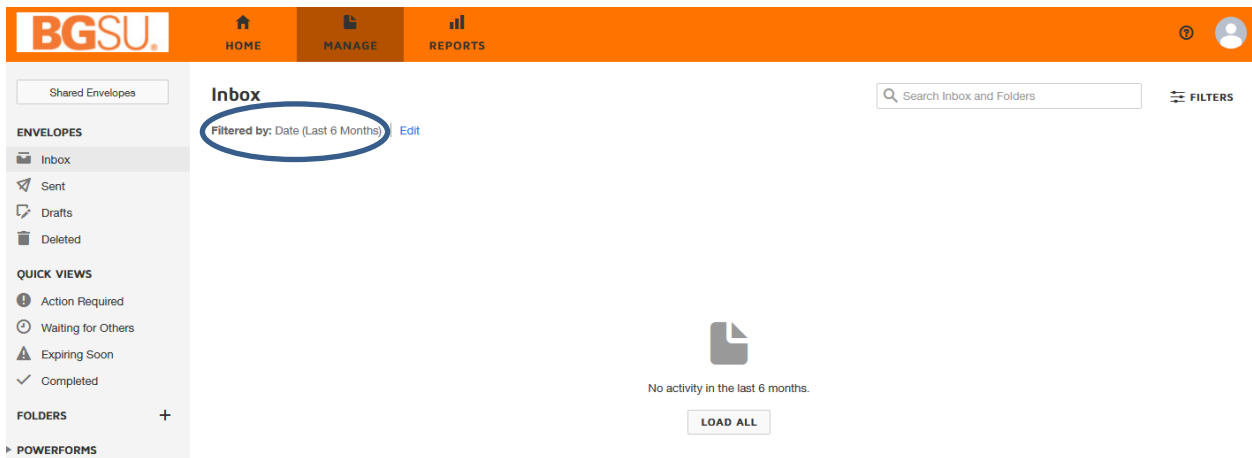 BGSU®
HOME
MANAGE
REPORTS
Shared Envelopes
ENVELOPES
Inbox
Sent
Drafts
Deleted
QUICK VIEWS
Action Required
Waiting for Others
Expiring Soon
Completed
FOLDERS +
POWERFORMS
Inbox
Filtered by: Date (Last 6 Months) | Edit
Search Inbox and Folders
FILTERS
No activity in the last 6 months.
LOAD ALL